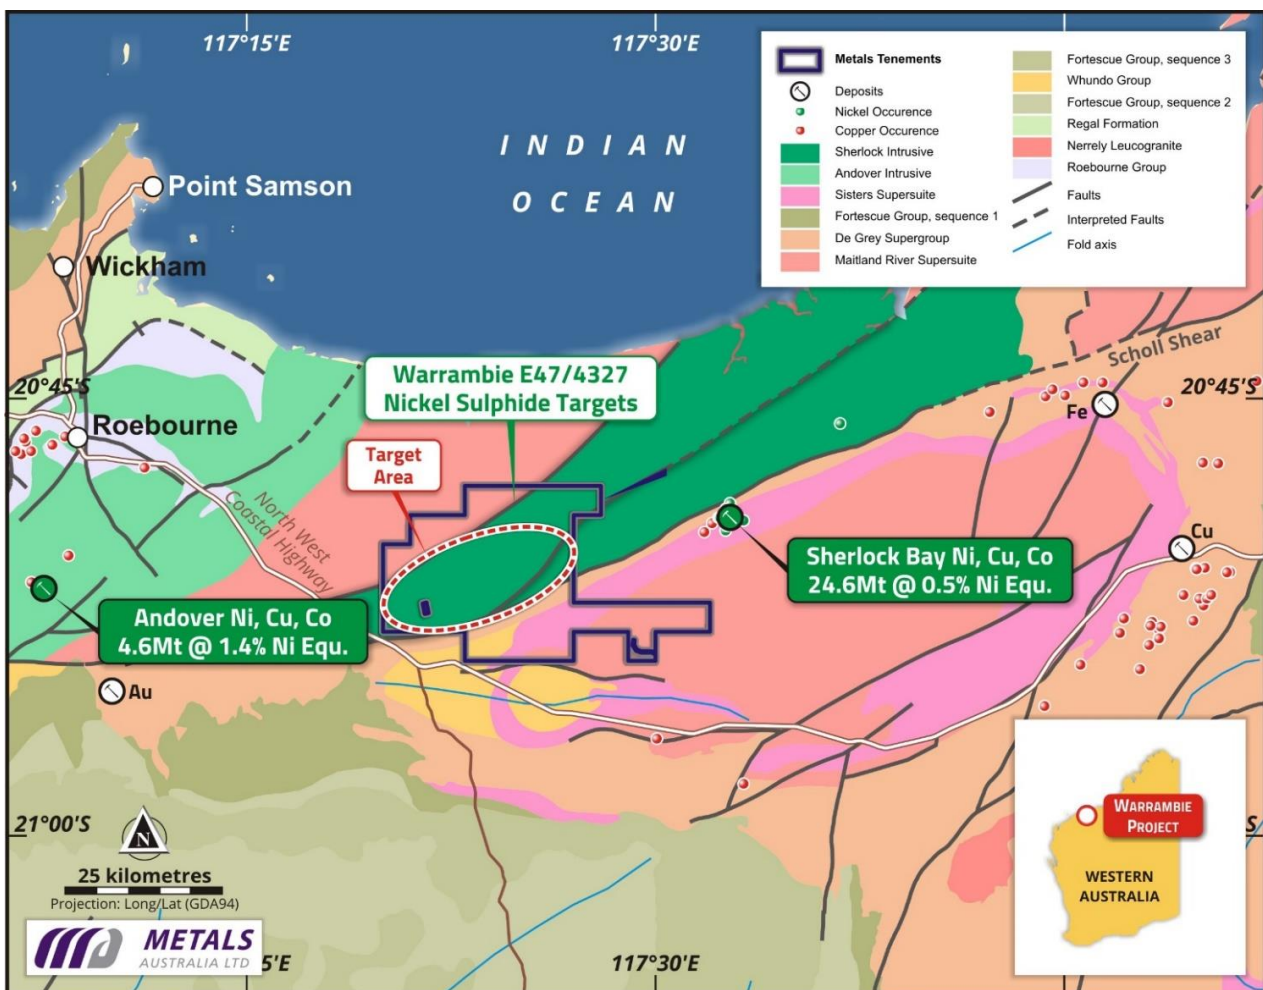 117°15'E
117°30'E
INDIAN
OCEAN
Metals Tenements
Deposits
Nickel Occurence
Copper Occurence
Sherlock Intrusive
Andover Intrusive
Sisters Supersuite
Fortescue Group, sequence 1
De Grey Supergroup
Maitland River Supersuite
Fortescue Group, sequence 3
Whundo Group
Fortescue Group, sequence 2
Regal Formation
Nerrely Leucogranite
Roebourne Group
Faults
Interpreted Faults
Fold axis
Point Samson
Wickham
20°45'S
Roebourne
Warrambie E47/4327
Nickel Sulphide Targets
Target
Area
North West
Coastal Highway
Scholl Shear
20°45'S
Fe
Cu
Sherlock Bay Ni, Cu, Co
24.6Mt @ 0.5% Ni Equ.
Andover Ni, Cu, Co
4.6Mt @ 1.4% Ni Equ.
Au
21°00'S
N
25 kilometres
Projection: Long/Lat (GDA94)
METALS
AUSTRALIA LTD
5'E
117°30'E
WARRAMBIE
PROJECT
WESTERN
AUSTRALIA
S